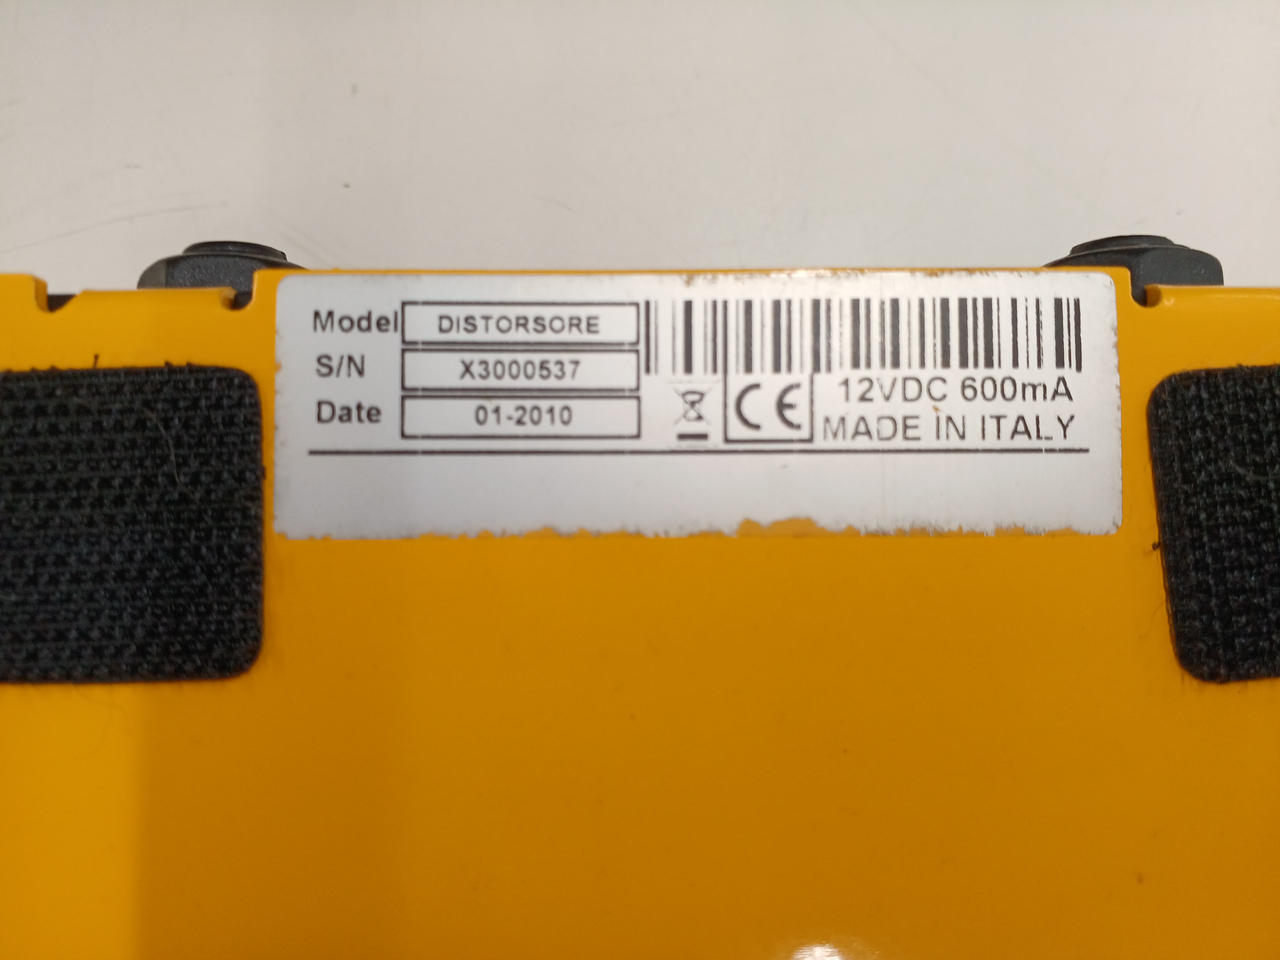 Model DISTORSORE
S/N X3000537
Date 01-2010
CE
12VDC 600mA
MADE IN ITALY